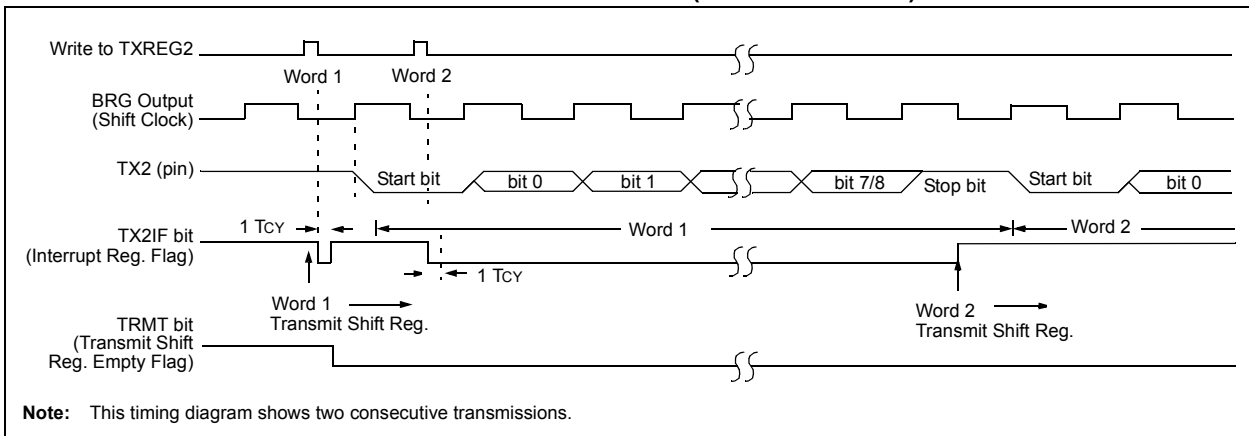 Write to TXREG2
Word 1
Word 2
BRG Output
(Shift Clock)
TX2 (pin)
Start bit
bit 0
bit 1
bit 7/8
Stop bit
Start bit
bit 0
1 TCY
Word 1
Word 2
TX2IF bit
(Interrupt Reg. Flag)
1 TCY
Word 1
Transmit Shift Reg.
Word 2
Transmit Shift Reg.
TRMT bit
(Transmit Shift
Reg. Empty Flag)
Note: This timing diagram shows two consecutive transmissions.